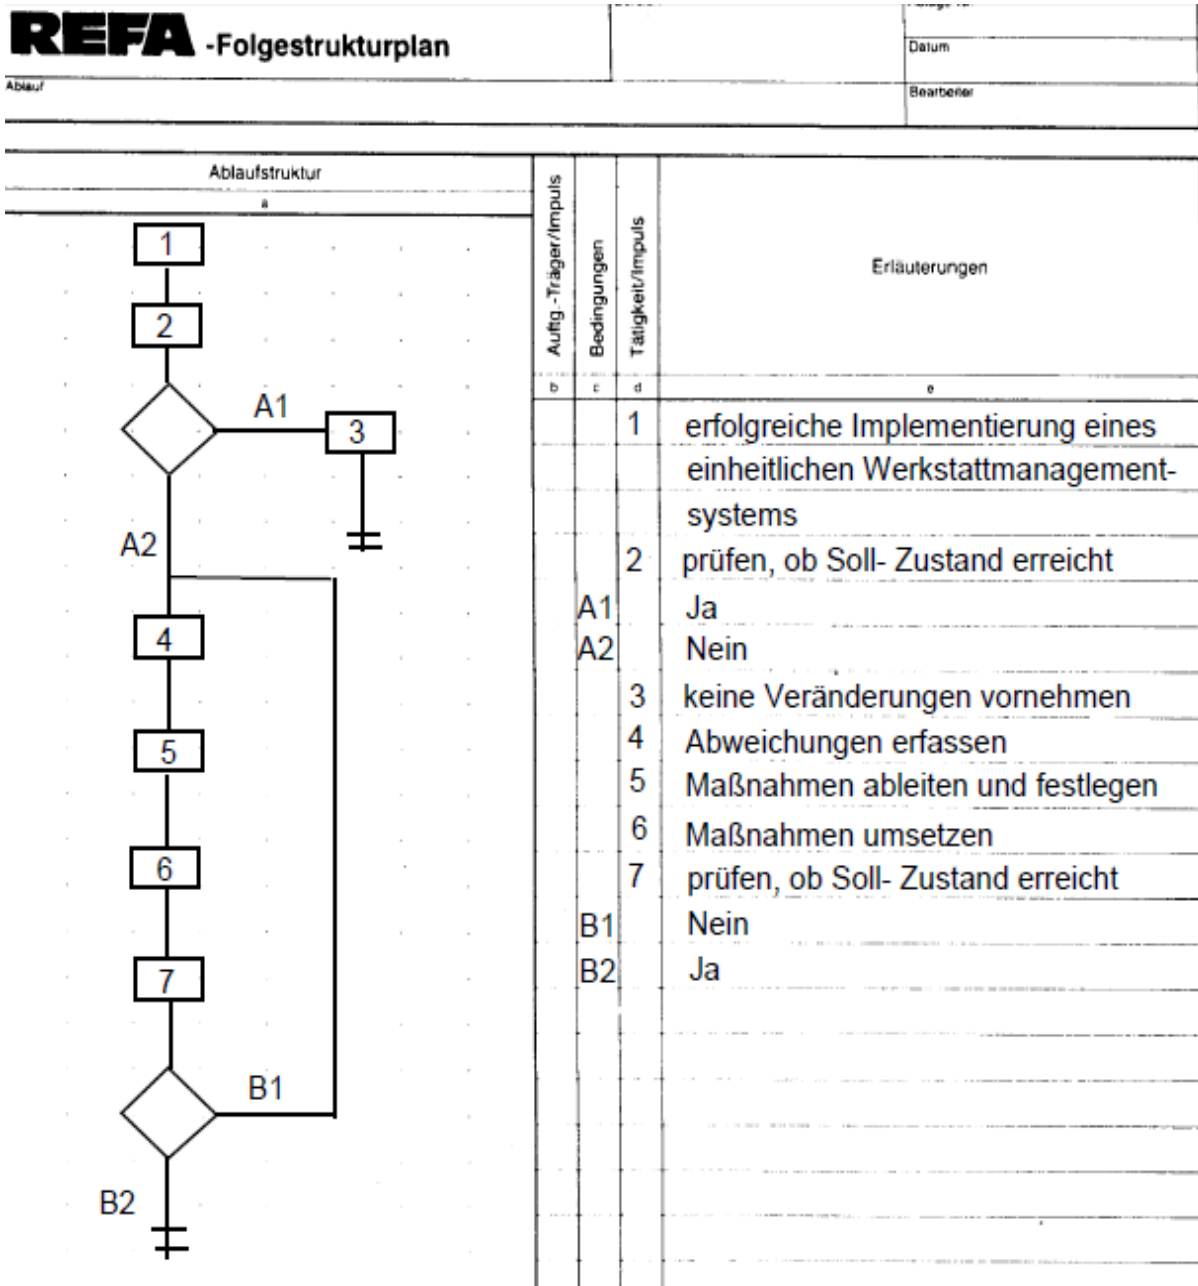 REFA -Folgestrukturplan
Datum
Ablauf
Bearbeiter
Ablaufstruktur
a
Auftg.-Träger/Impuls
Bedingungen
Tätigkeit/Impuls
Erläuterungen
b c d e
1
2
A1
3
A2
4
5
6
7
B1
B2
1 erfolgreiche Implementierung eines
einheitlichen Werkstattmanagement-
systems
2 prüfen, ob Soll- Zustand erreicht
A1 Ja
A2 Nein
3 keine Veränderungen vornehmen
4 Abweichungen erfassen
5 Maßnahmen ableiten und festlegen
6 Maßnahmen umsetzen
7 prüfen, ob Soll- Zustand erreicht
B1 Nein
B2 Ja